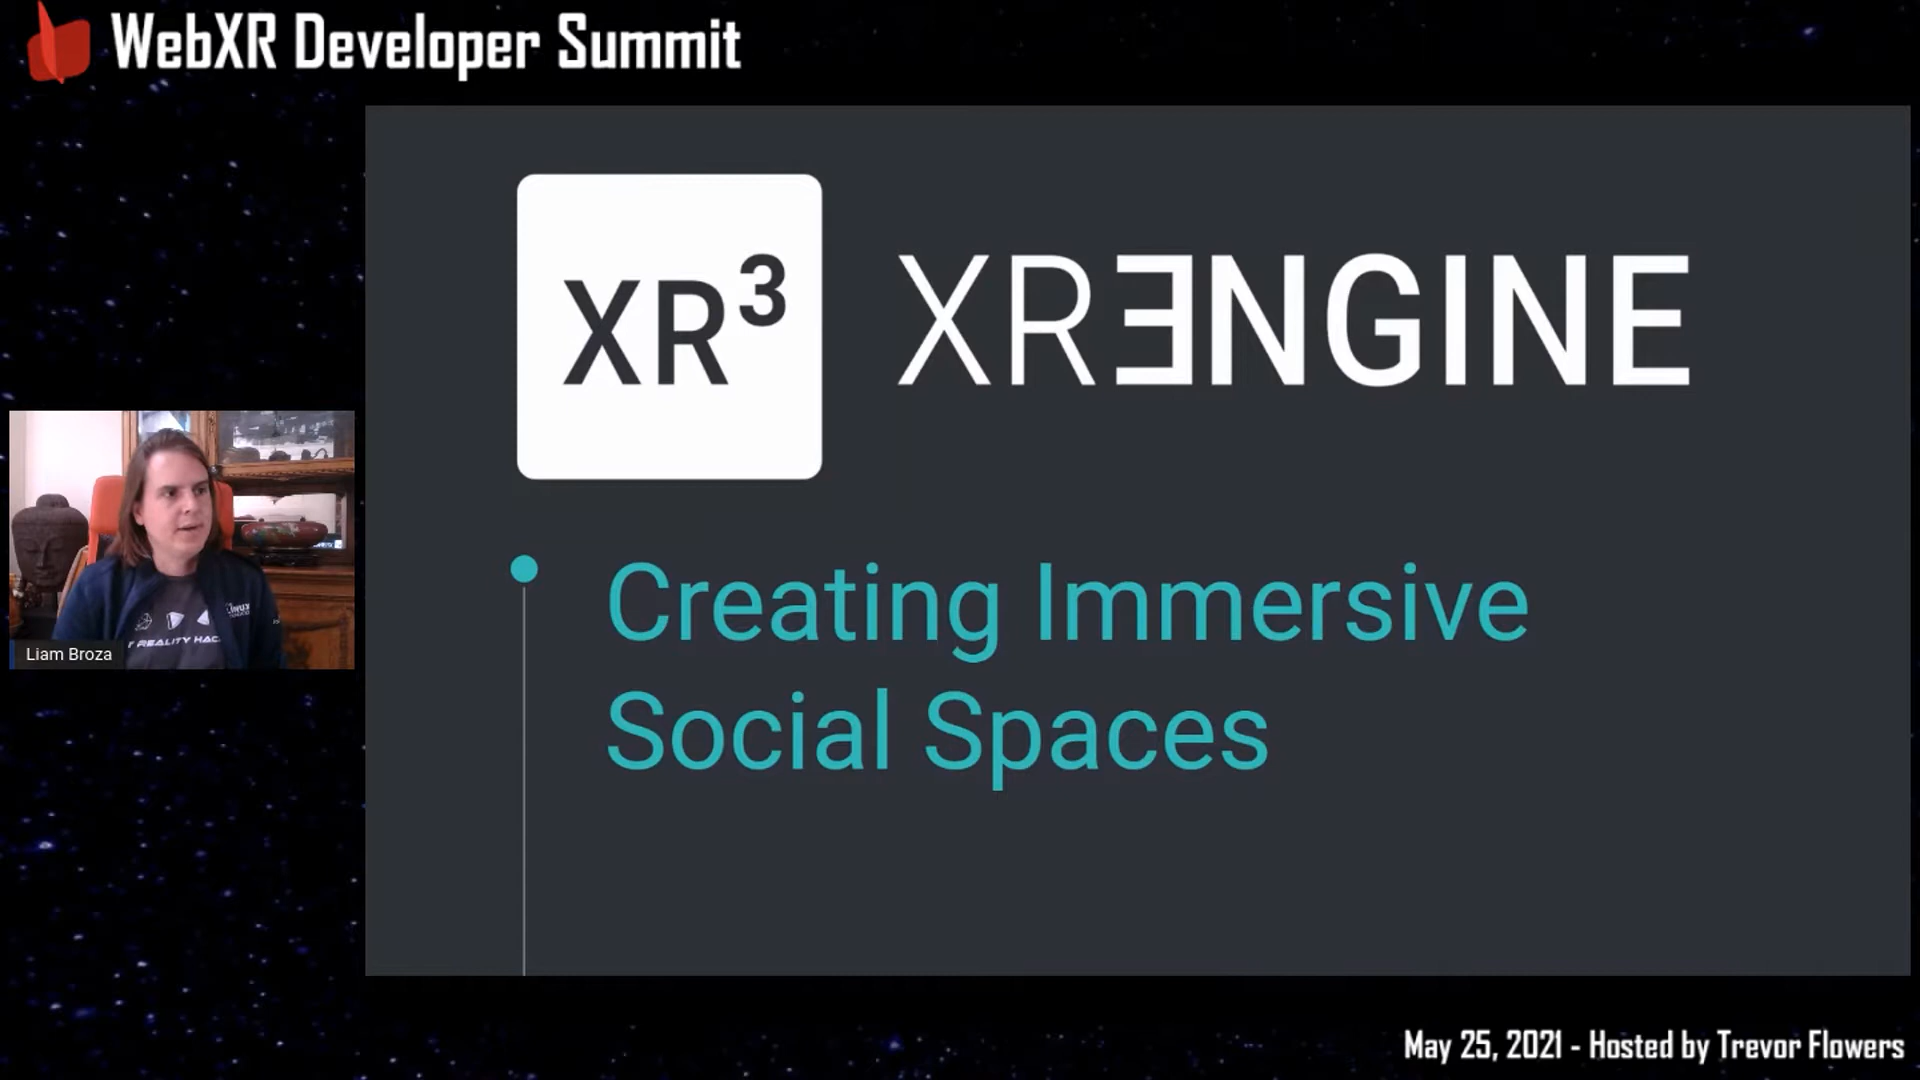 WebXR Developer Summit
XR³
XRƎNGINE
Creating Immersive
Social Spaces
LINUX
REALITY HAC
Liam Broza
May 25, 2021 - Hosted by Trevor Flowers